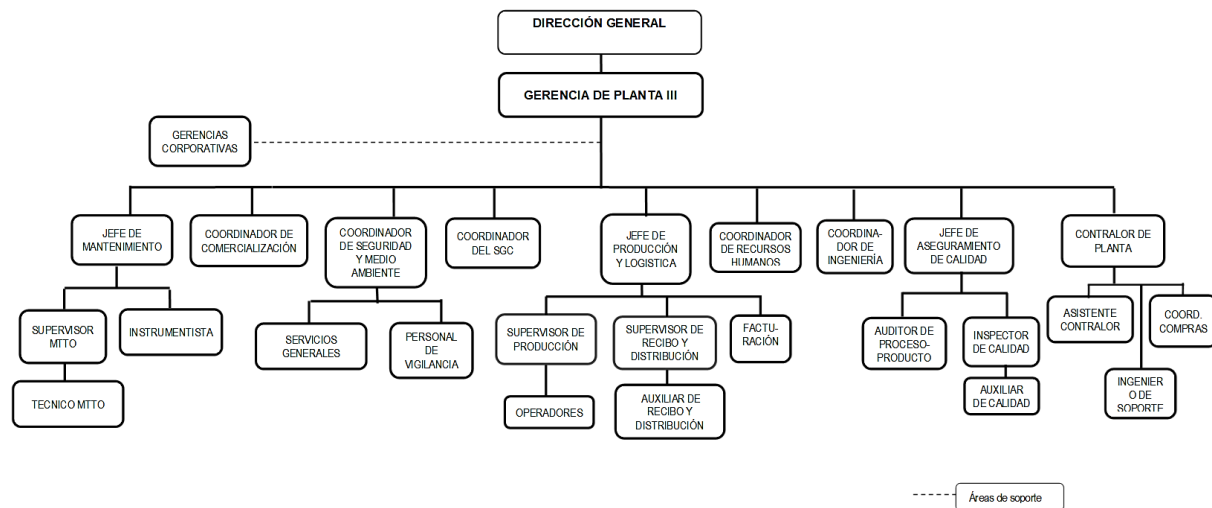 DIRECCIÓN GENERAL
GERENCIA DE PLANTA III
GERENCIAS
CORPORATIVAS
JEFE DE
MANTENIMIENTO
COORDINADOR DE
COMERCIALIZACIÓN
COORDINADOR
DE SEGURIDAD
Y MEDIO
AMBIENTE
COORDINADOR
DEL SGC
JEFE DE
PRODUCCIÓN
Y LOGISTICA
COORDINADOR
DE RECURSOS
HUMANOS
COORDINA-
DOR DE
INGENIERÍA
JEFE DE
ASEGURAMIENTO
DE CALIDAD
CONTRALOR DE
PLANTA
SUPERVISOR
MTTO
INSTRUMENTISTA
SERVICIOS
GENERALES
PERSONAL
DE
VIGILANCIA
SUPERVISOR DE
PRODUCCIÓN
SUPERVISOR DE
RECIBO Y
DISTRIBUCIÓN
FACTU-
RACIÓN
AUDITOR DE
PROCESO-
PRODUCTO
INSPECTOR
DE CALIDAD
ASISTENTE
CONTRALOR
COORD.
COMPRAS
TECNICO MTTO
OPERADORES
AUXILIAR DE
RECIBO Y
DISTRIBUCIÓN
AUXILIAR
DE CALIDAD
INGENIER
O DE
SOPORTE
Áreas de soporte